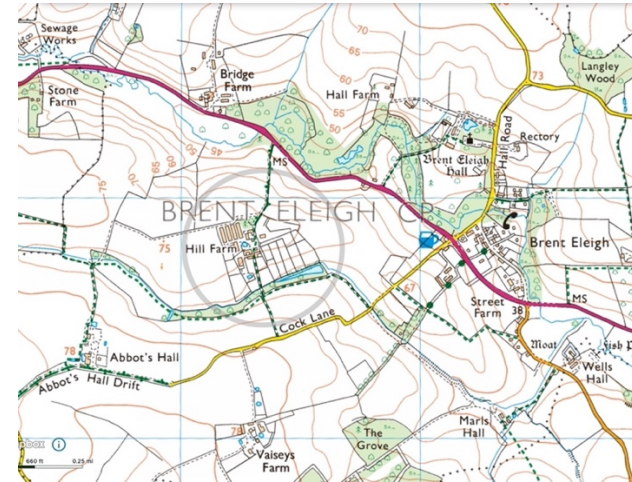 Sewage
Works
70
65
60
55
50
Langley
Wood
73
Bridge
Farm
Hall Farm
Stone
Farm
Hall Road
Rectory
Brent Eleigh
Hall
45
60
65
75
MS
BRENT ELEIGH CP
75
Hill Farm
Brent Eleigh
67
Street
Farm
38
MS
Cock Lane
78
Abbot's Hall
Abbot's Hall Drift
Moat
Fish P
Wells
Hall
Marls
Hall
78
Vaiseys
Farm
The
Grove
box
660 ft
0.25 mi